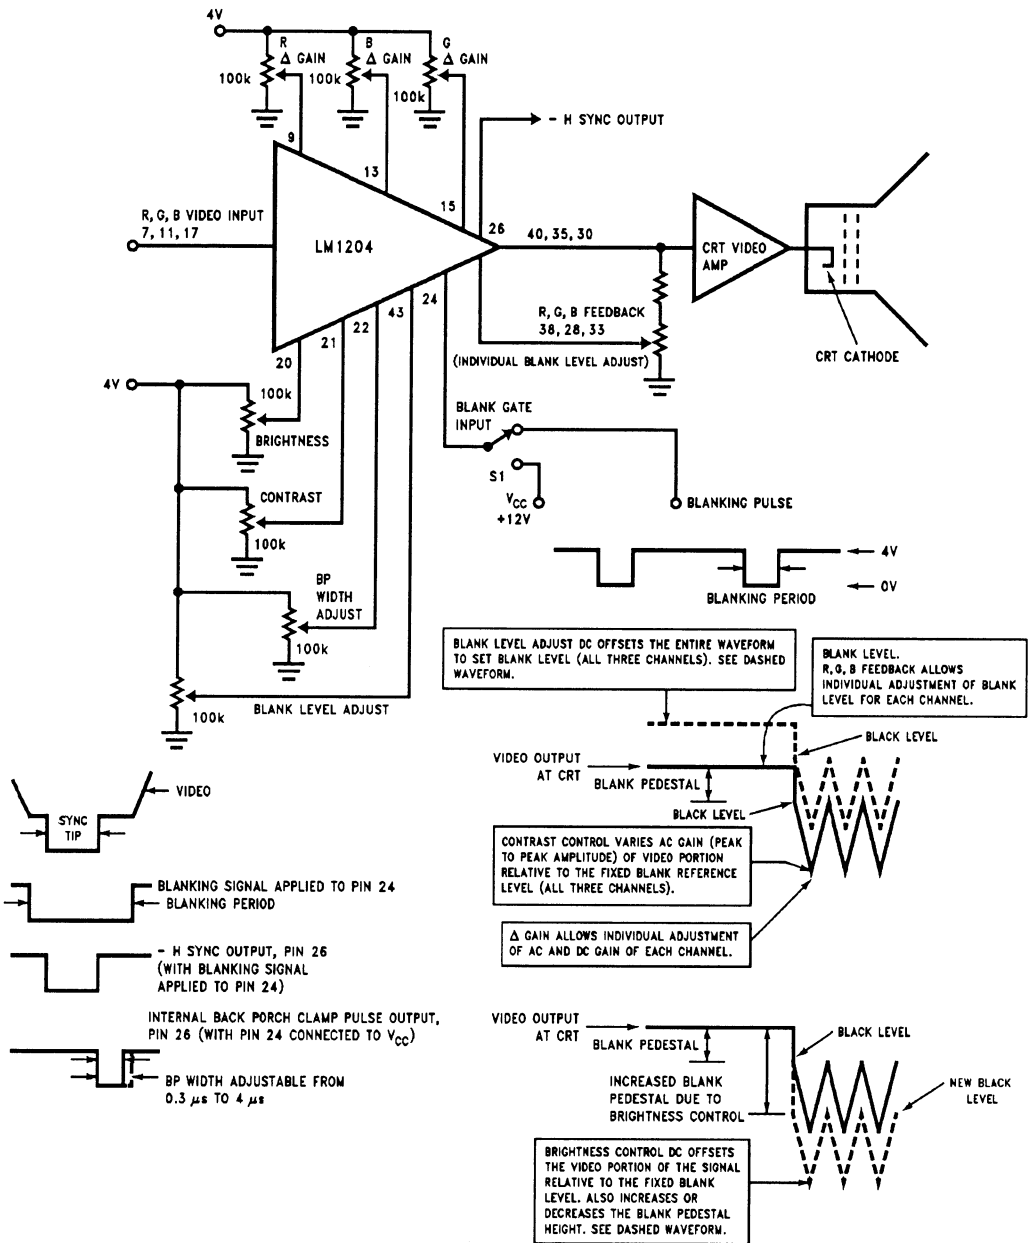 4V
R
Δ GAIN
B
Δ GAIN
G
Δ GAIN
100k
100k
100k
9
13
15
26
– H SYNC OUTPUT
R, G, B VIDEO INPUT
7, 11, 17
LM1204
40, 35, 30
CRT VIDEO
AMP
CRT CATHODE
R, G, B FEEDBACK
38, 28, 33
(INDIVIDUAL BLANK LEVEL ADJUST)
20
21
22
43
24
4V
100k
BRIGHTNESS
CONTRAST
100k
BP
WIDTH
ADJUST
100k
100k
BLANK LEVEL ADJUST
BLANK GATE
INPUT
S1
VCC
+12V
BLANKING PULSE
4V
0V
BLANKING PERIOD
BLANK LEVEL ADJUST DC OFFSETS THE ENTIRE WAVEFORM
TO SET BLANK LEVEL (ALL THREE CHANNELS). SEE DASHED
WAVEFORM.
BLANK LEVEL.
R, G, B FEEDBACK ALLOWS
INDIVIDUAL ADJUSTMENT OF BLANK
LEVEL FOR EACH CHANNEL.
BLACK LEVEL
VIDEO OUTPUT
AT CRT
BLANK PEDESTAL
BLACK LEVEL
CONTRAST CONTROL VARIES AC GAIN (PEAK
TO PEAK AMPLITUDE) OF VIDEO PORTION
RELATIVE TO THE FIXED BLANK REFERENCE
LEVEL (ALL THREE CHANNELS).
Δ GAIN ALLOWS INDIVIDUAL ADJUSTMENT
OF AC AND DC GAIN OF EACH CHANNEL.
VIDEO
SYNC
TIP
BLANKING SIGNAL APPLIED TO PIN 24
BLANKING PERIOD
– H SYNC OUTPUT, PIN 26
(WITH BLANKING SIGNAL
APPLIED TO PIN 24)
INTERNAL BACK PORCH CLAMP PULSE OUTPUT,
PIN 26 (WITH PIN 24 CONNECTED TO VCC)
BP WIDTH ADJUSTABLE FROM
0.3 μs TO 4 μs
VIDEO OUTPUT
AT CRT
BLANK PEDESTAL
BLACK LEVEL
INCREASED BLANK
PEDESTAL DUE TO
BRIGHTNESS CONTROL
NEW BLACK
LEVEL
BRIGHTNESS CONTROL DC OFFSETS
THE VIDEO PORTION OF THE SIGNAL
RELATIVE TO THE FIXED BLANK
LEVEL. ALSO INCREASES OR
DECREASES THE BLANK PEDESTAL
HEIGHT. SEE DASHED WAVEFORM.